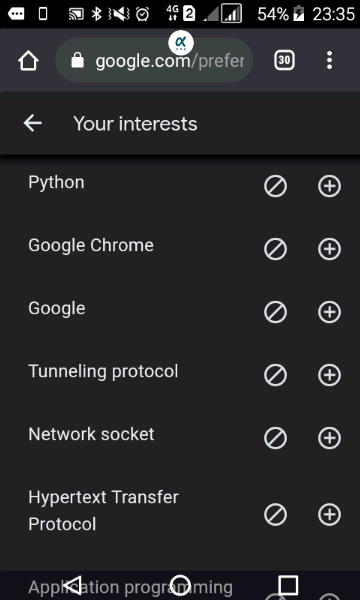 4G
2
54%
23:35
α
google.com/prefer
30
Your interests
Python
Google Chrome
Google
Tunneling protocol
Network socket
Hypertext Transfer
Protocol
Application programming